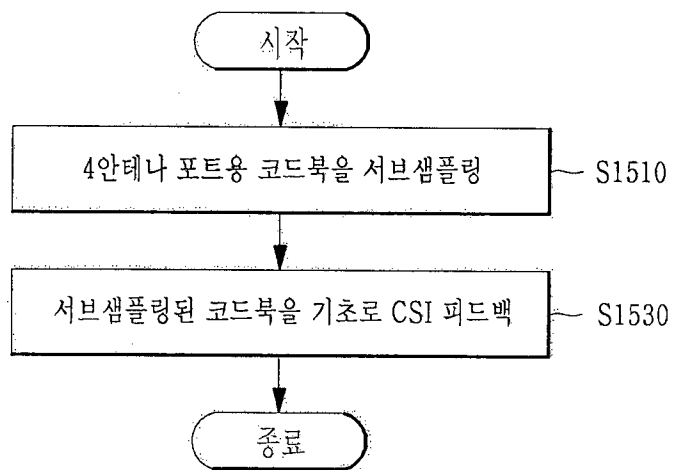 시작
4안테나 포트용 코드북을 서브샘플링
S1510
서브샘플링된 코드북을 기초로 CSI 피드백
S1530
종료